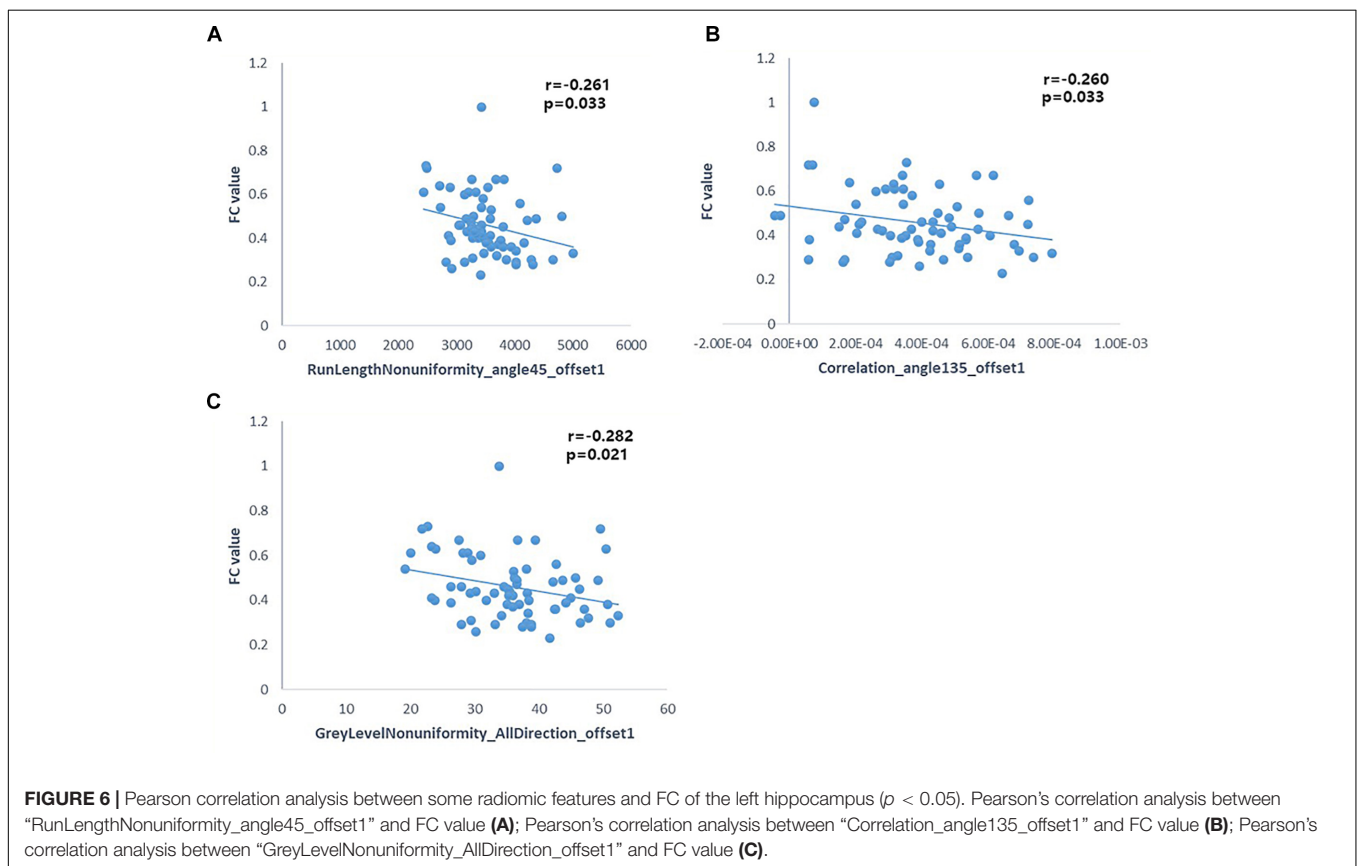 A
1.2
1
0.8
0.6
0.4
0.2
0
FC value
r=-0.261
p=0.033
0 1000 2000 3000 4000 5000 6000
RunLengthNonuniformity_angle45_offset1
B
1.2
1
0.8
0.6
0.4
0.2
0
FC value
r=-0.260
p=0.033
-2.00E-04 0.00E+00 2.00E-04 4.00E-04 6.00E-04 8.00E-04 1.00E-03
Correlation_angle135_offset1
C
1.2
1
0.8
0.6
0.4
0.2
0
FC value
r=-0.282
p=0.021
0 10 20 30 40 50 60
GreyLevelNonuniformity_AllDirection_offset1
FIGURE 6 | Pearson correlation analysis between some radiomic features and FC of the left hippocampus (p < 0.05). Pearson's correlation analysis between
"RunLengthNonuniformity_angle45_offset1" and FC value (A); Pearson's correlation analysis between "Correlation_angle135_offset1" and FC value (B); Pearson's
correlation analysis between "GreyLevelNonuniformity_AllDirection_offset1" and FC value (C).